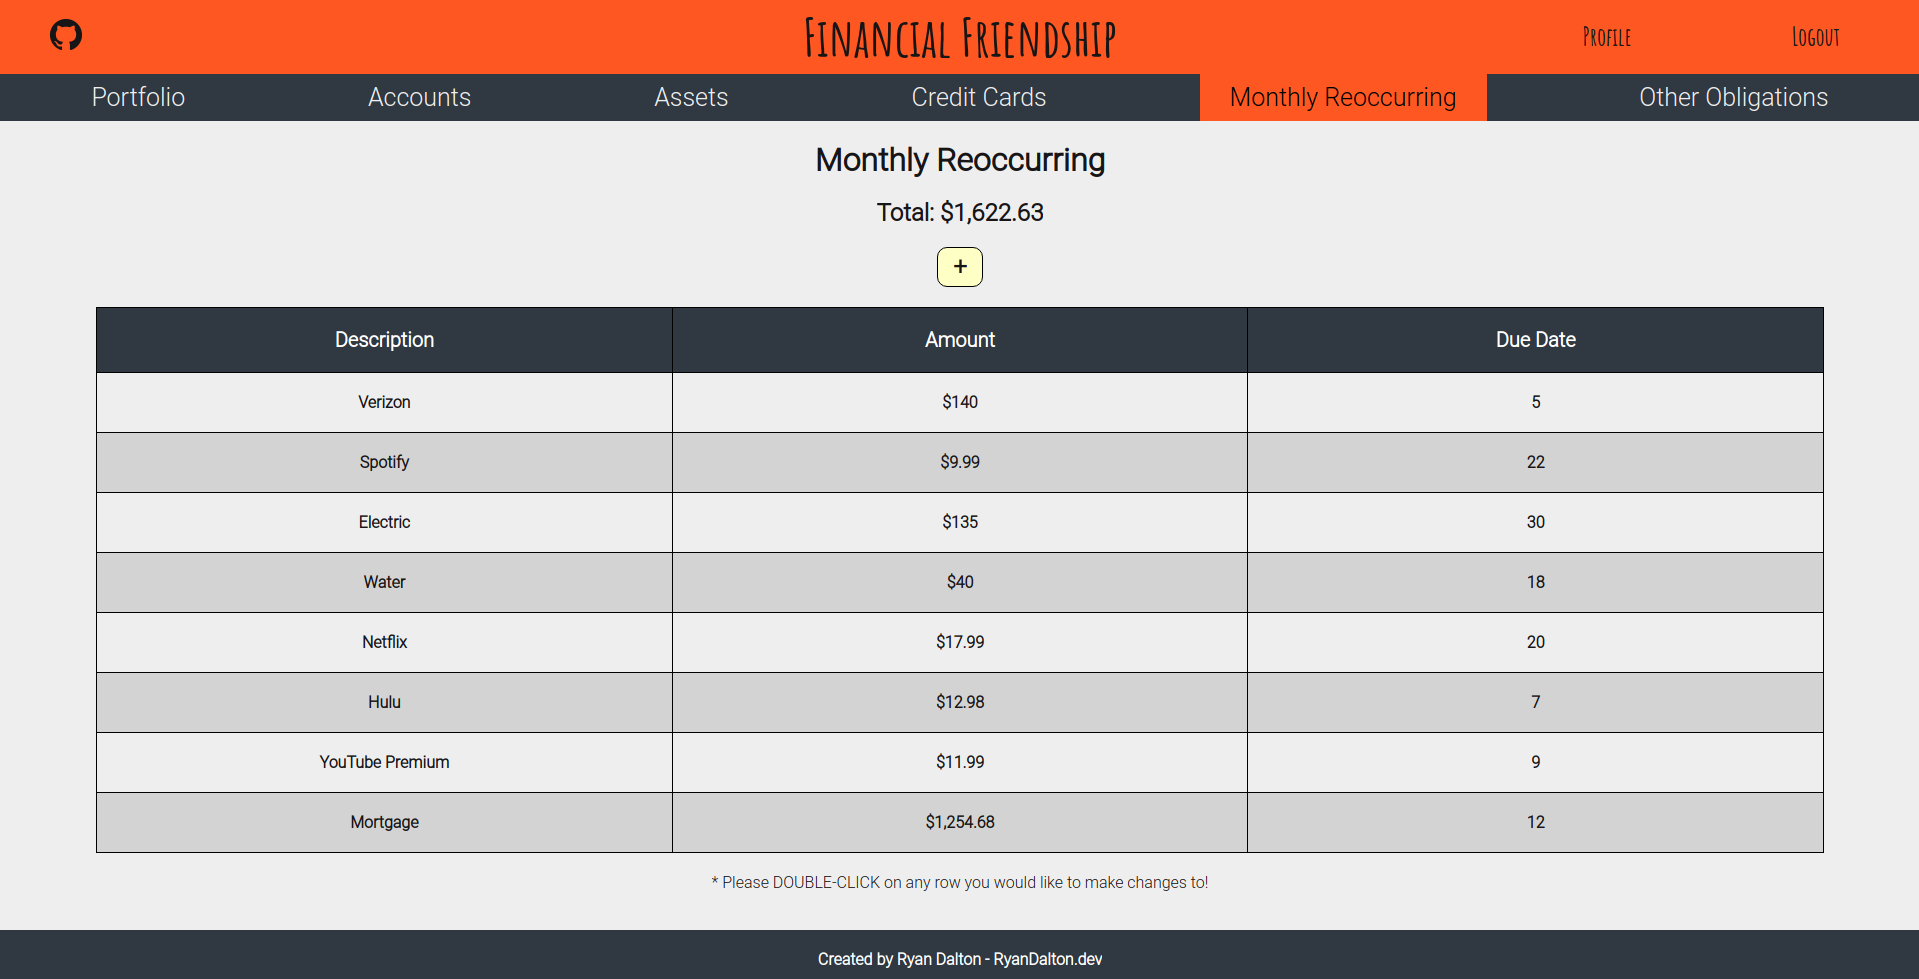 Financial Friendship
Profile
Logout
Portfolio
Accounts
Assets
Credit Cards
Monthly Reoccurring
Other Obligations
Monthly Reoccurring
Total: $1,622.63
+
Description Amount Due Date
Verizon $140 5
Spotify $9.99 22
Electric $135 30
Water $40 18
Netflix $17.99 20
Hulu $12.98 7
YouTube Premium $11.99 9
Mortgage $1,254.68 12
* Please DOUBLE-CLICK on any row you would like to make changes to!
Created by Ryan Dalton - RyanDalton.dev